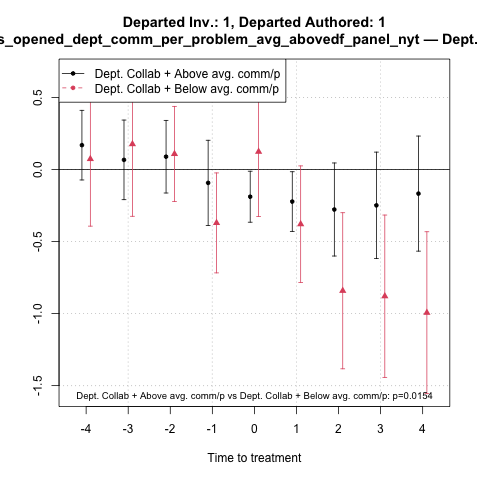 Departed Inv.: 1, Departed Authored: 1
s_opened_dept_comm_per_problem_avg_abovedf_panel_nyt — Dept.
Dept. Collab + Above avg. comm/p
Dept. Collab + Below avg. comm/p
0.5
0.0
-0.5
-1.0
-1.5
Dept. Collab + Above avg. comm/p vs Dept. Collab + Below avg. comm/p: p=0.0154
-4 -3 -2 -1 0 1 2 3 4
Time to treatment